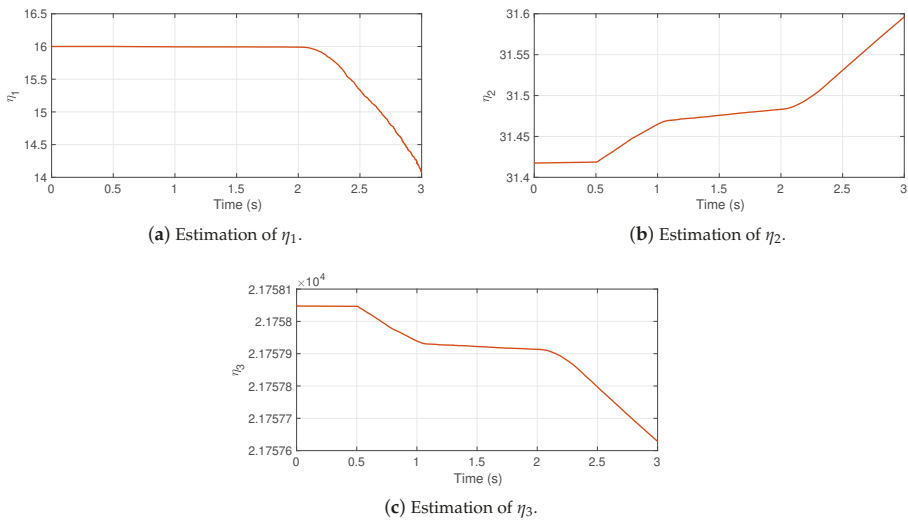 16.5
16
15.5
15
14.5
14
η1
0 0.5 1 1.5 2 2.5 3
Time (s)
(a) Estimation of η1.
31.6
31.55
31.5
31.45
31.4
η2
0 0.5 1 1.5 2 2.5 3
Time (s)
(b) Estimation of η2.
×10^4
2.17581
2.1758
2.17579
2.17578
2.17577
2.17576
η3
0 0.5 1 1.5 2 2.5 3
Time (s)
(c) Estimation of η3.